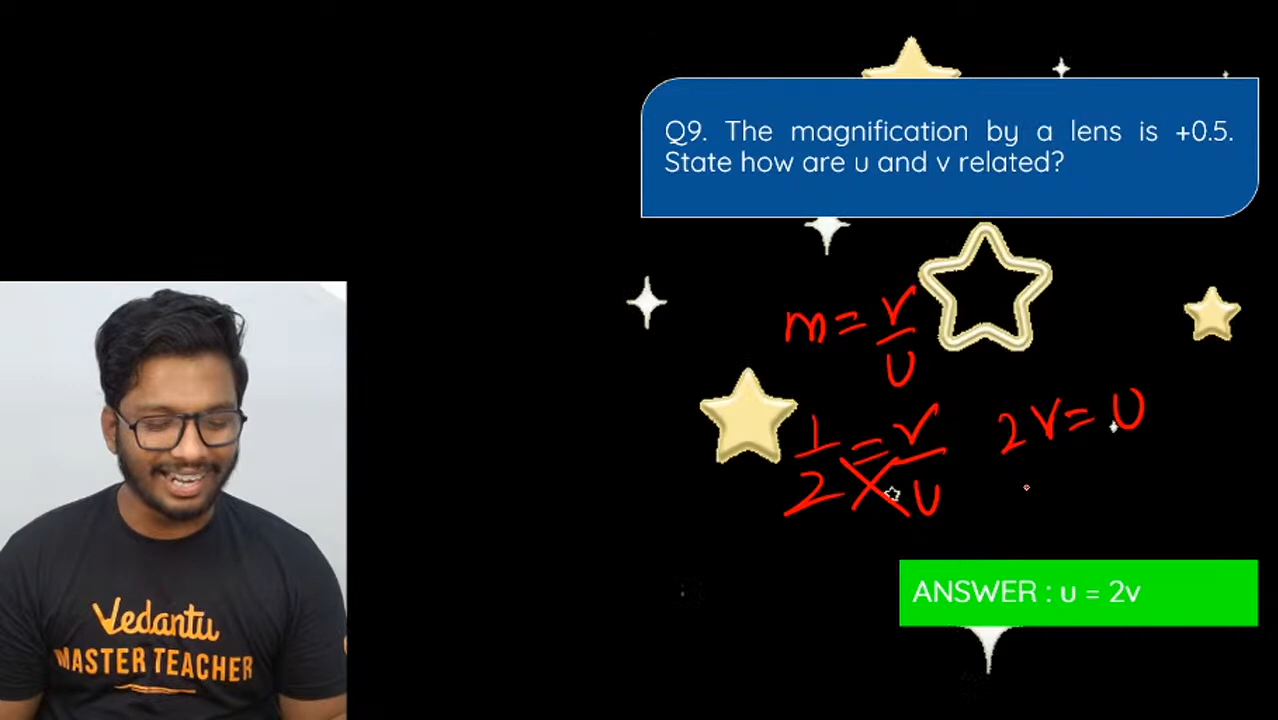 Q9. The magnification by a lens is +0.5.
State how are u and v related?
m = v/u
1/2 = v/u
2v = u
ANSWER : u = 2v
Vedantu
MASTER TEACHER